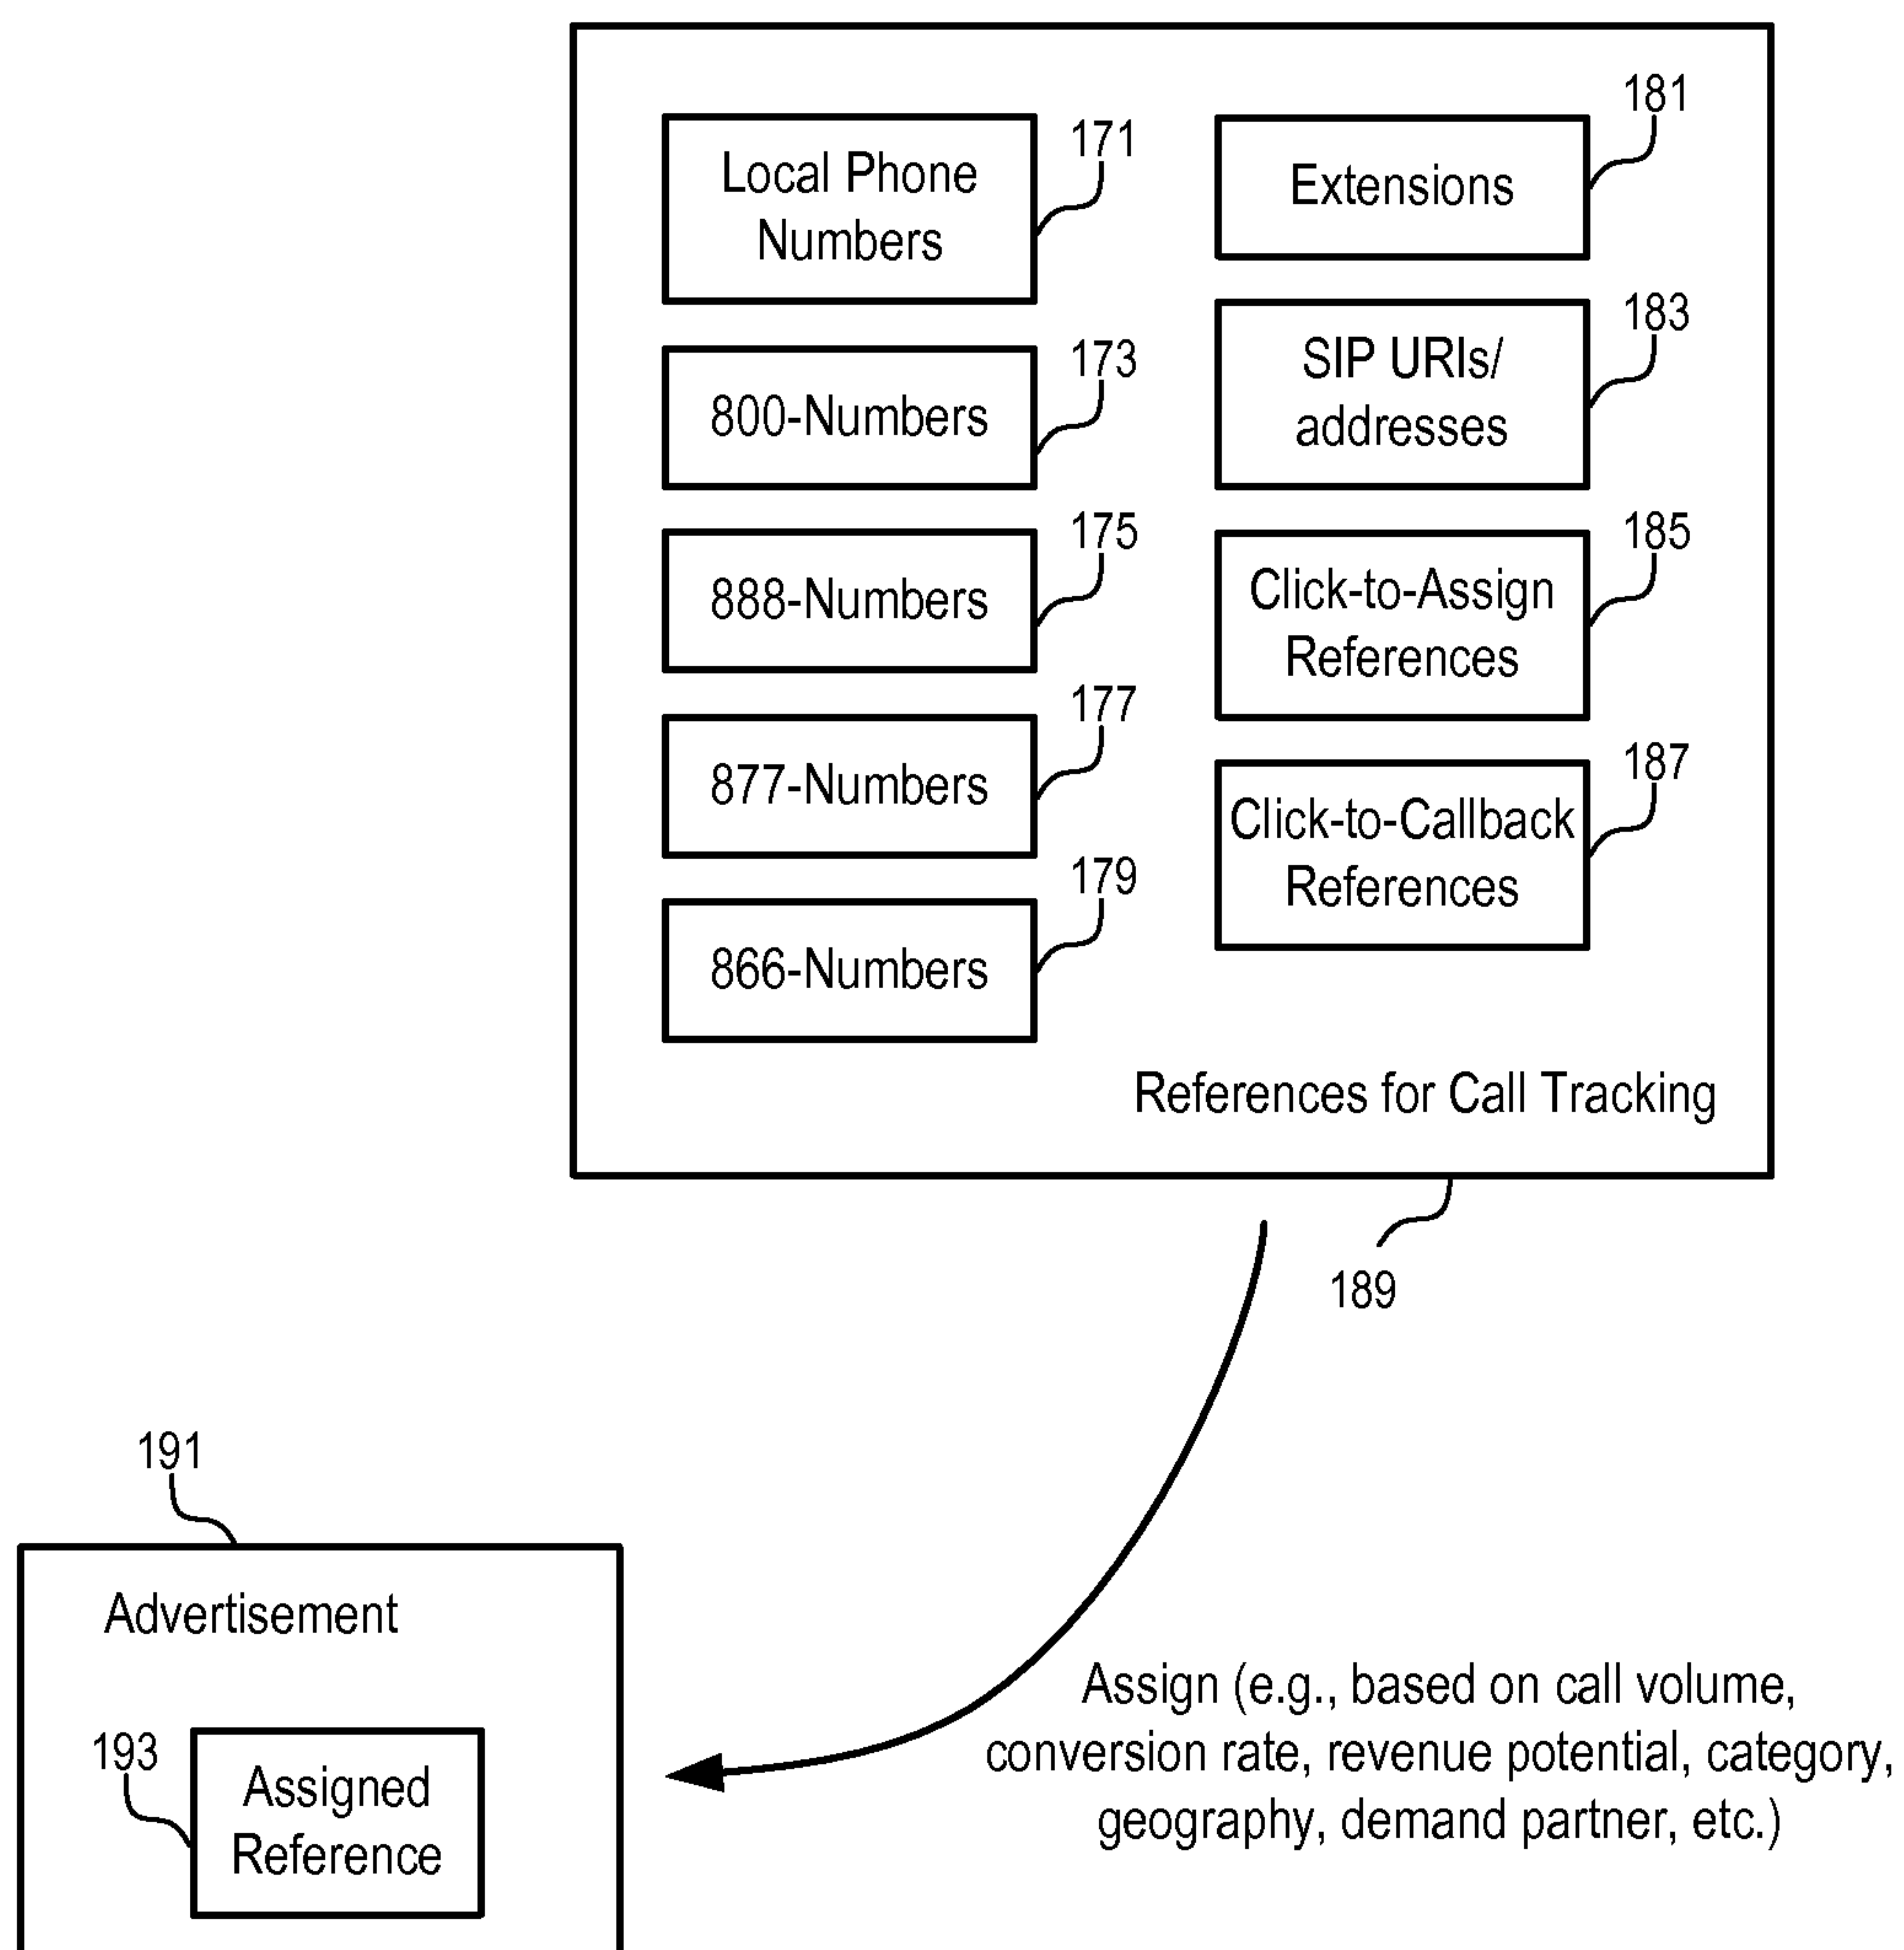 Local Phone
Numbers
171
800-Numbers
173
888-Numbers
175
877-Numbers
177
866-Numbers
179
Extensions
181
SIP URIs/
addresses
183
Click-to-Assign
References
185
Click-to-Callback
References
187
References for Call Tracking
189
191
Advertisement
193
Assigned
Reference
Assign (e.g., based on call volume,
conversion rate, revenue potential, category,
geography, demand partner, etc.)